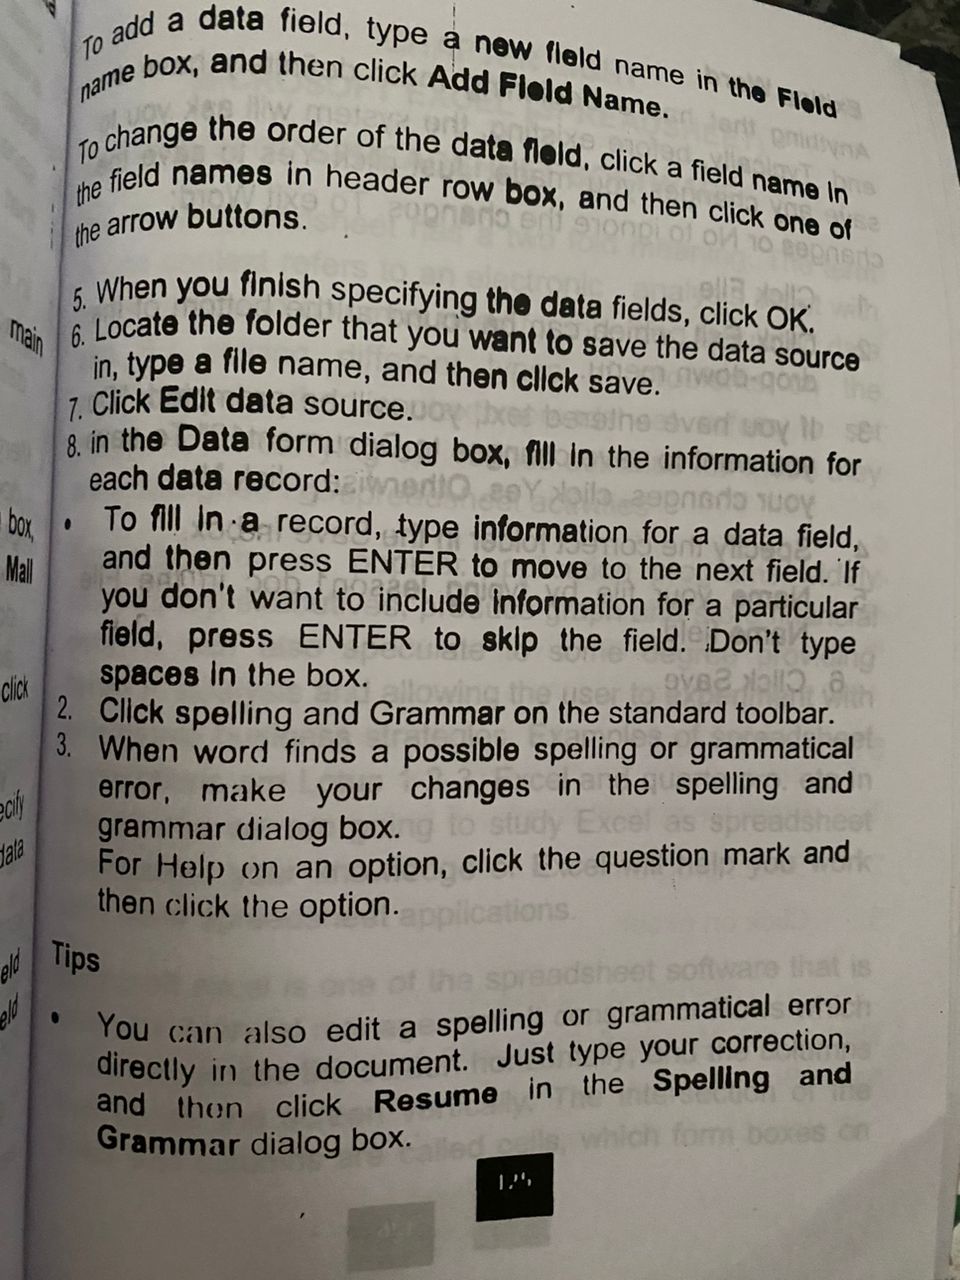 To add a data field, type a new field name in the Field
name box, and then click Add Field Name.
To change the order of the data field, click a field name in
the field names in header row box, and then click one of
the arrow buttons.
5. When you finish specifying the data fields, click OK.
6. Locate the folder that you want to save the data source
in, type a file name, and then click save.
7. Click Edit data source.
8. in the Data form dialog box, fill in the information for
each data record:
• To fill in a record, type information for a data field,
and then press ENTER to move to the next field. If
you don't want to include information for a particular
field, press ENTER to skip the field. Don't type
spaces in the box.
2. Click spelling and Grammar on the standard toolbar.
3. When word finds a possible spelling or grammatical
error, make your changes in the spelling and
grammar dialog box.
For Help on an option, click the question mark and
then click the option.
Tips
• You can also edit a spelling or grammatical error
directly in the document. Just type your correction,
and then click Resume in the Spelling and
Grammar dialog box.
main
box,
Mail
click
ecify
data
eld
eld